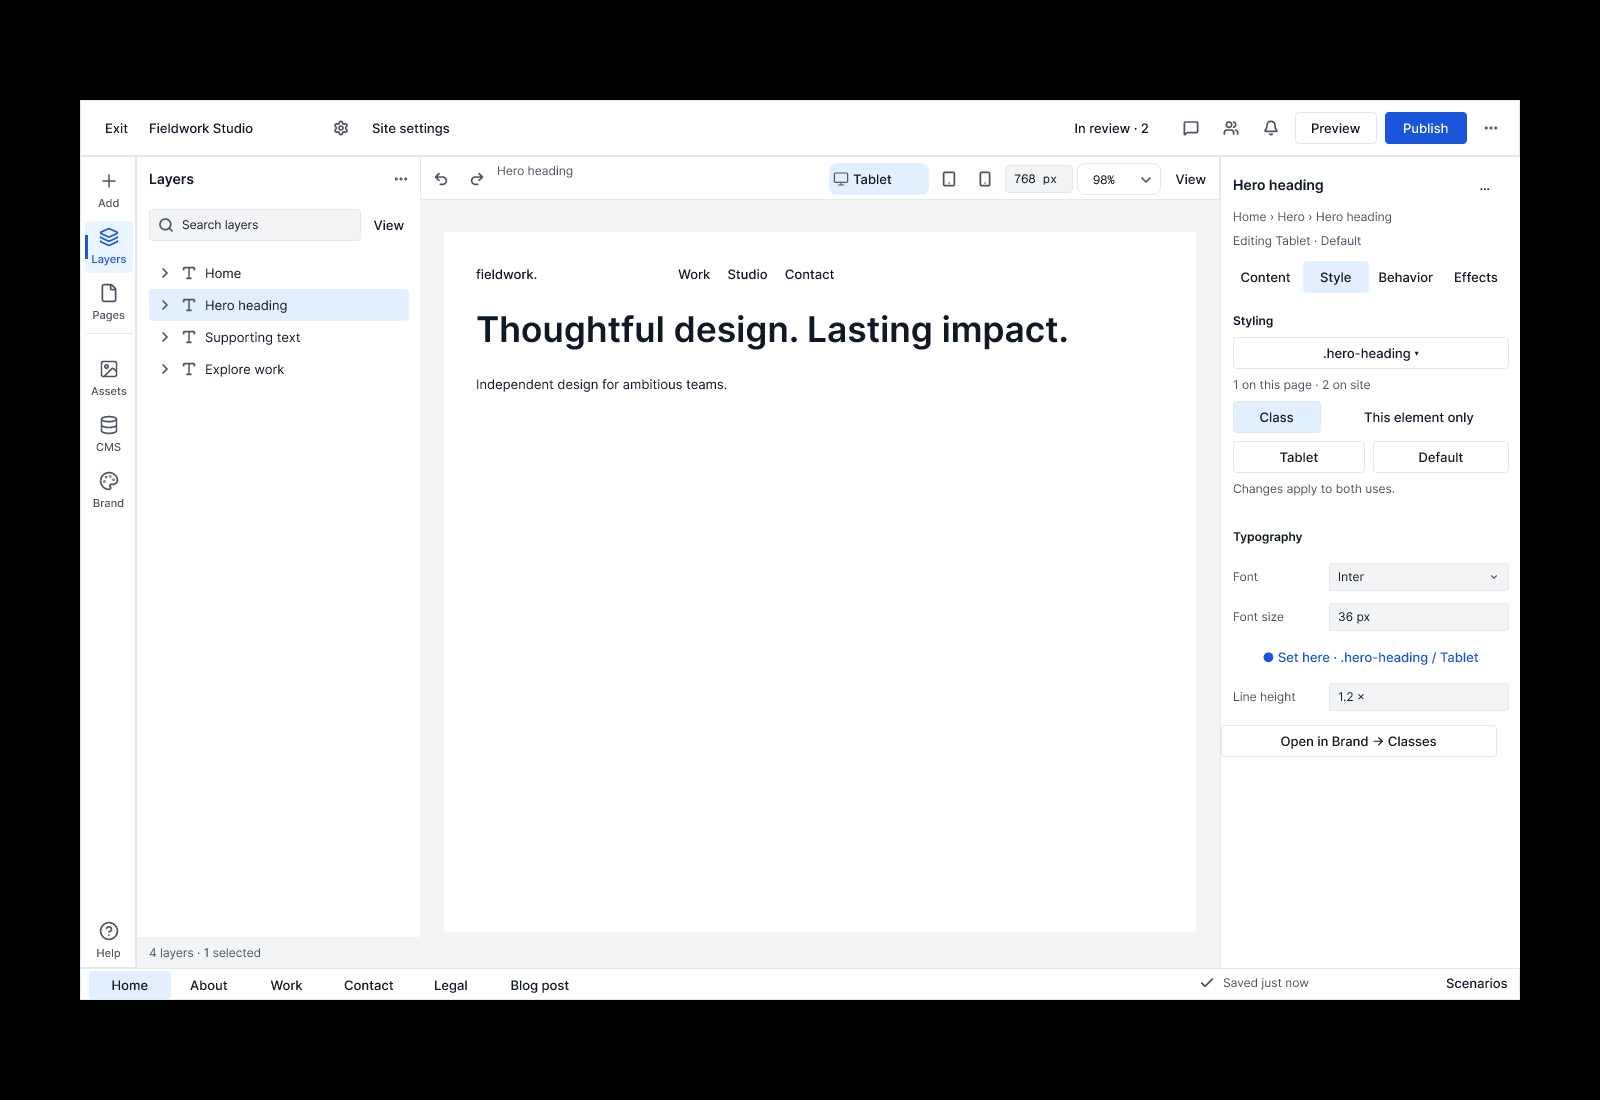 Exit Fieldwork Studio Site settings In review · 2 Preview Publish
Add
Layers
Pages
Assets
CMS
Brand
Help
Layers
Search layers View
Home
Hero heading
Supporting text
Explore work
4 layers · 1 selected
Hero heading Tablet 768 px 98% View
fieldwork. Work Studio Contact
Thoughtful design. Lasting impact.
Independent design for ambitious teams.
Hero heading ...
Home › Hero › Hero heading
Editing Tablet · Default
Content Style Behavior Effects
Styling
.hero-heading ▾
1 on this page · 2 on site
Class This element only
Tablet Default
Changes apply to both uses.
Typography
Font Inter
Font size 36 px
● Set here · .hero-heading / Tablet
Line height 1.2 ×
Open in Brand → Classes
Home About Work Contact Legal Blog post Saved just now Scenarios